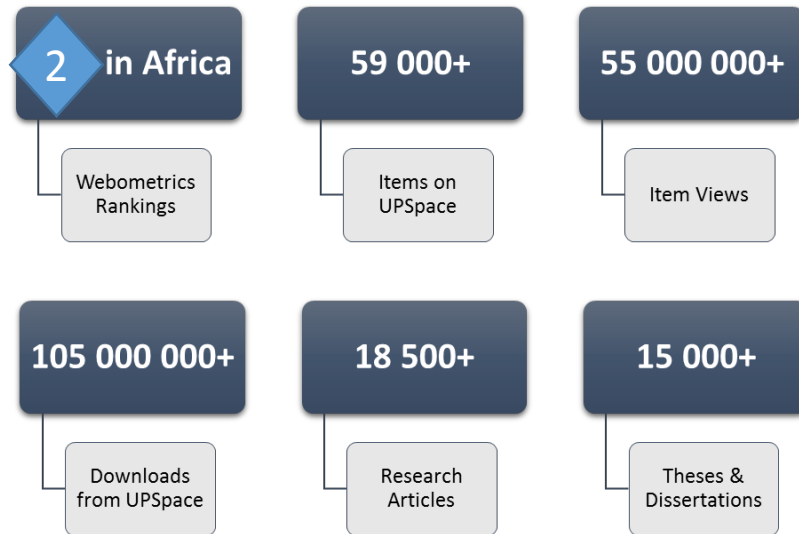 2 in Africa
59 000+
55 000 000+
Webometrics
Rankings
Items on
UPSpace
Item Views
105 000 000+
18 500+
15 000+
Downloads
from UPSpace
Research
Articles
Theses &
Dissertations